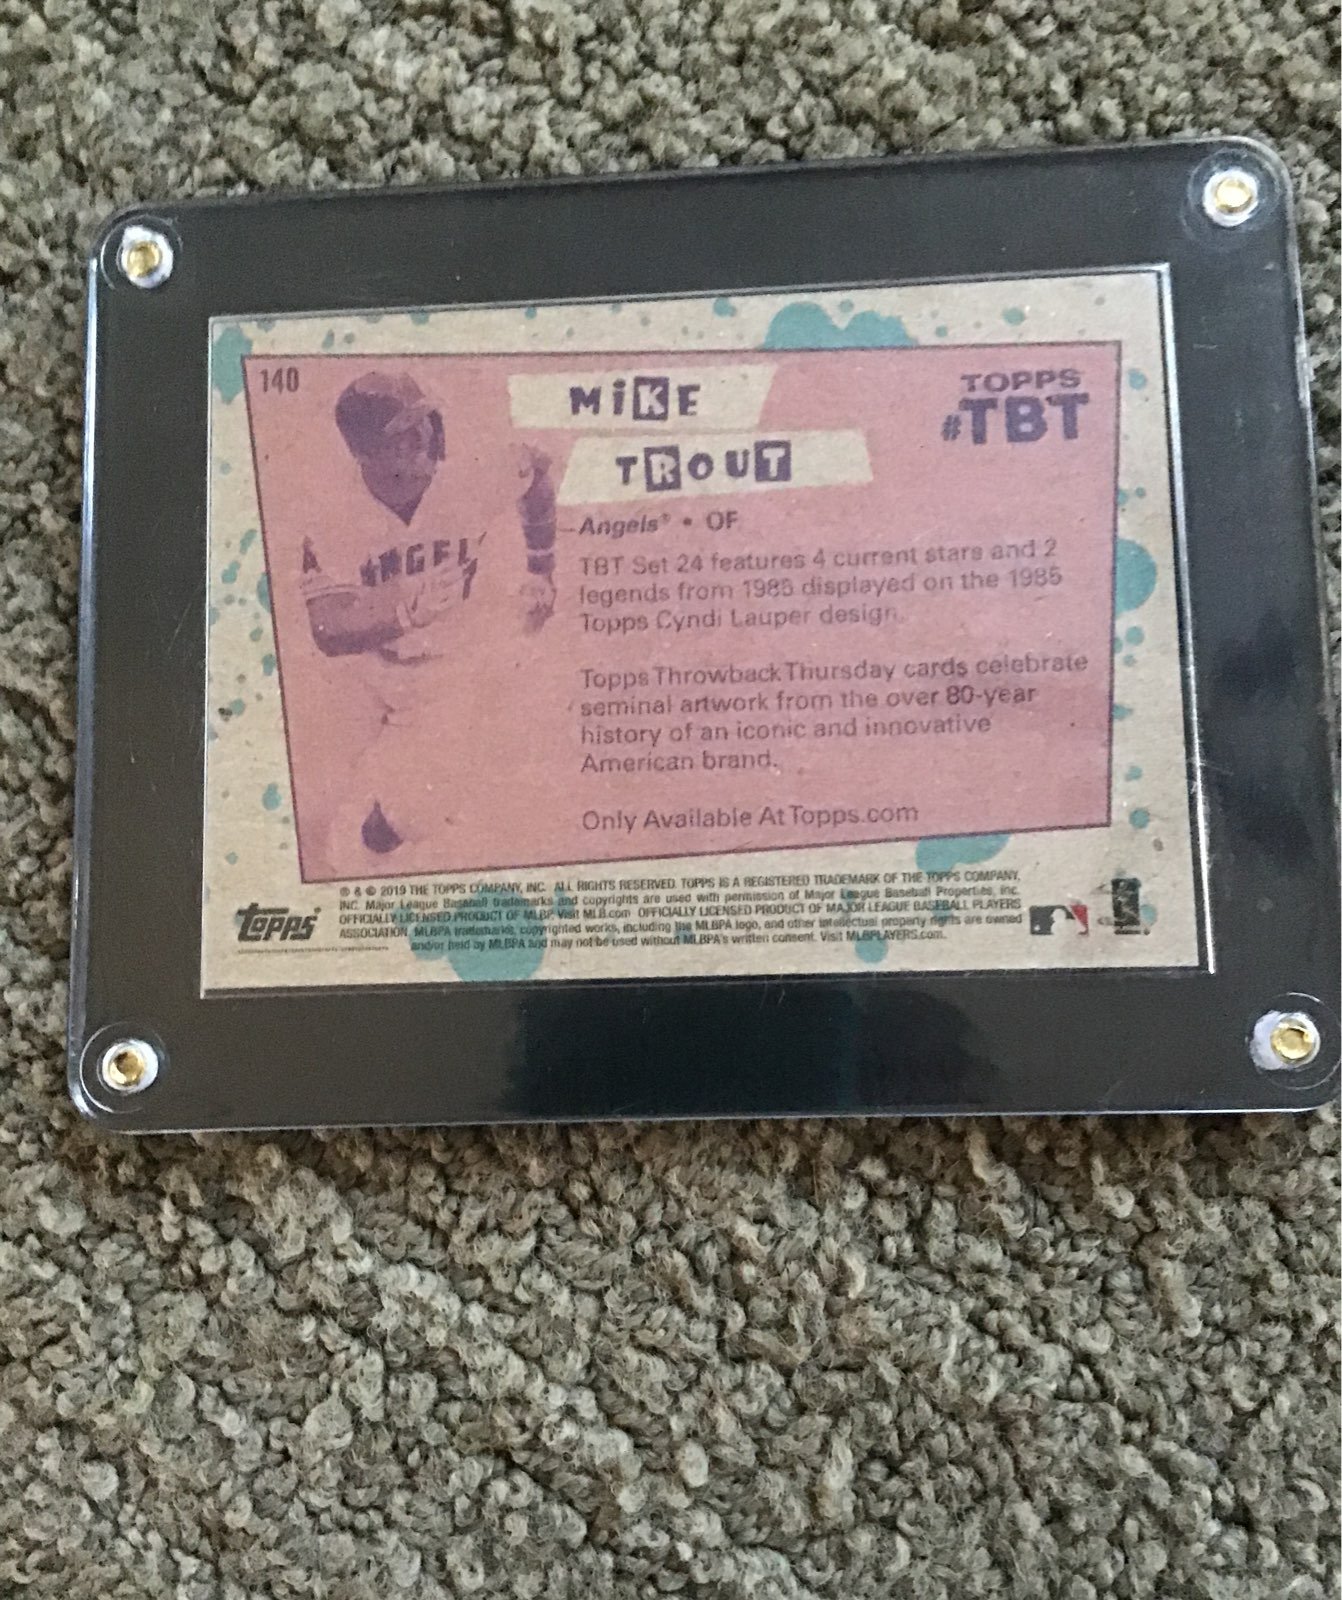 140
MiKE
TROUT
TOPPS
#TBT
Angels® • OF
TBT Set 24 features 4 current stars and 2
legends from 1985 displayed on the 1985
Topps Cyndi Lauper design.
Topps Throwback Thursday cards celebrate
seminal artwork from the over 80-year
history of an iconic and innovative
American brand.
Only Available At Topps.com
® & © 2019 THE TOPPS COMPANY, INC. ALL RIGHTS RESERVED. TOPPS IS A REGISTERED TRADEMARK OF THE TOPPS COMPANY,
INC. Major League Baseball trademarks and copyrights are used with permission of Major League Baseball Properties, Inc.
OFFICIALLY LICENSED PRODUCT OF MLBP. Visit MLB.com OFFICIALLY LICENSED PRODUCT OF MAJOR LEAGUE BASEBALL PLAYERS
ASSOCIATION. MLBPA trademarks, copyrighted works, including the MLBPA logo, and other intellectual property rights are owned
and/or held by MLBPA and may not be used without MLBPA's written consent. Visit MLBPLAYERS.com.
topps
ANGEL